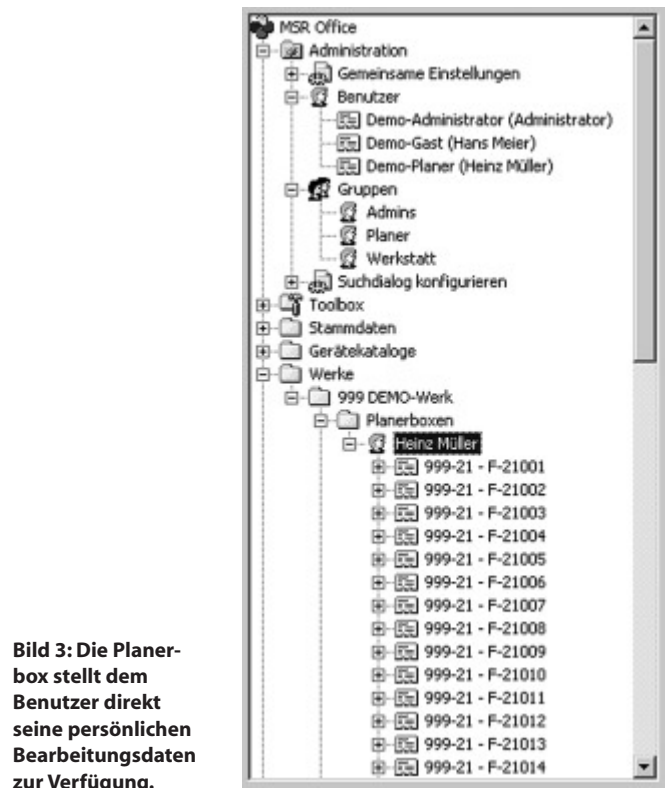 MSR Office
Administration
Gemeinsame Einstellungen
Benutzer
Demo-Administrator (Administrator)
Demo-Gast (Hans Meier)
Demo-Planer (Heinz Müller)
Gruppen
Admins
Planer
Werkstatt
Suchdialog konfigurieren
Toolbox
Stammdaten
Gerätekataloge
Werke
999 DEMO-Werk
Planerboxen
Heinz Müller
999-21 - F-21001
999-21 - F-21002
999-21 - F-21003
999-21 - F-21004
999-21 - F-21005
999-21 - F-21006
999-21 - F-21007
999-21 - F-21008
999-21 - F-21009
999-21 - F-21010
999-21 - F-21011
999-21 - F-21012
999-21 - F-21013
999-21 - F-21014
Bild 3: Die Planer-
box stellt dem
Benutzer direkt
seine persönlichen
Bearbeitungsdaten
zur Verfügung.